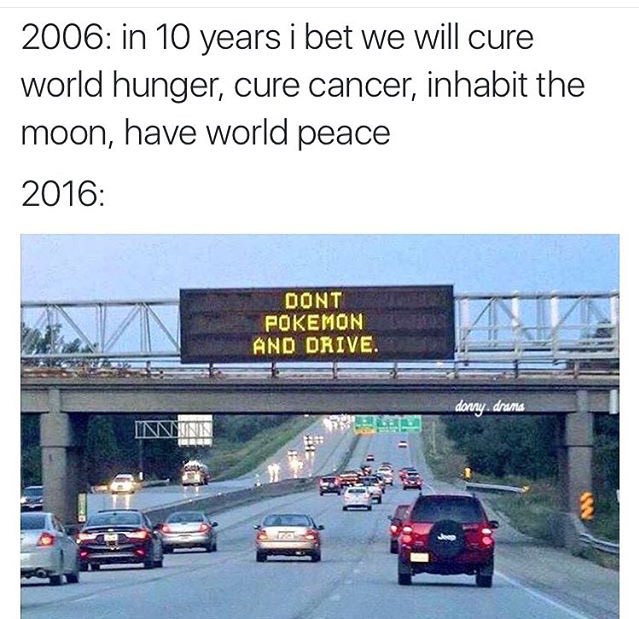 2006: in 10 years i bet we will cure
world hunger, cure cancer, inhabit the
moon, have world peace
2016:
DONT
POKEMON
AND DRIVE.
donny.drama
Jeep